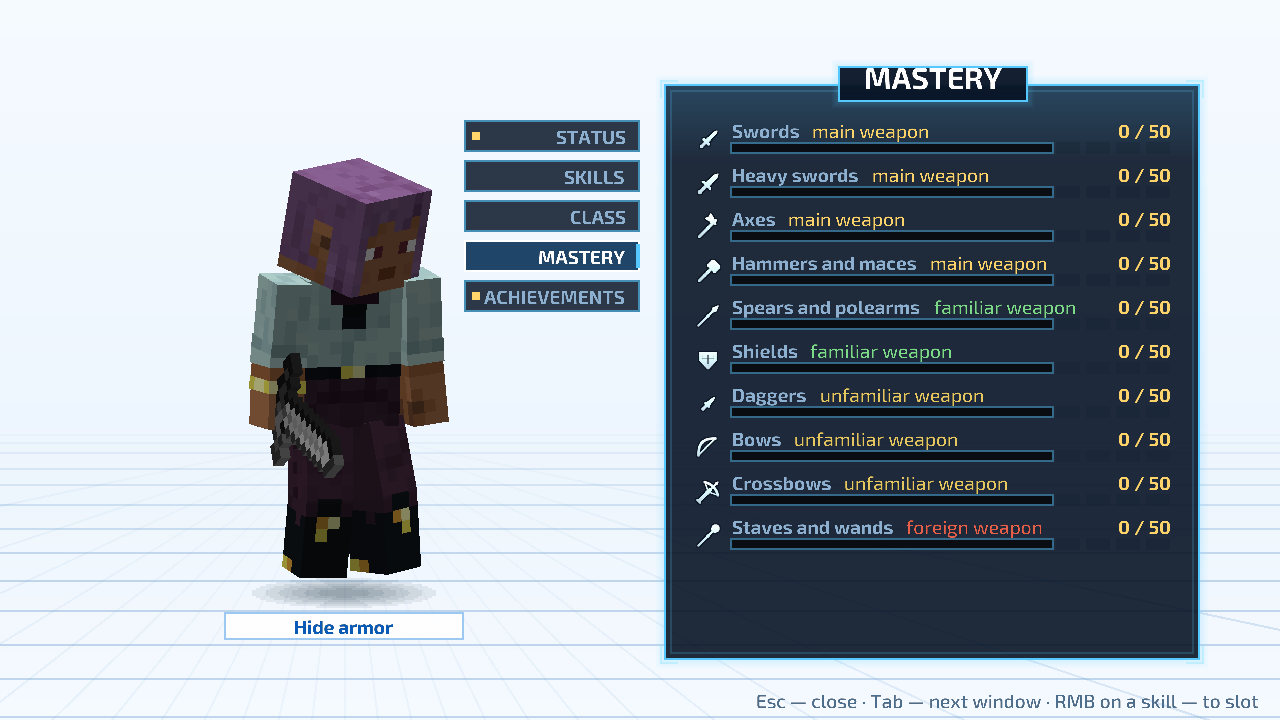 MASTERY
STATUS
SKILLS
CLASS
MASTERY
ACHIEVEMENTS
Swords main weapon 0 / 50
Heavy swords main weapon 0 / 50
Axes main weapon 0 / 50
Hammers and maces main weapon 0 / 50
Spears and polearms familiar weapon 0 / 50
Shields familiar weapon 0 / 50
Daggers unfamiliar weapon 0 / 50
Bows unfamiliar weapon 0 / 50
Crossbows unfamiliar weapon 0 / 50
Staves and wands foreign weapon 0 / 50
Hide armor
Esc — close · Tab — next window · RMB on a skill — to slot